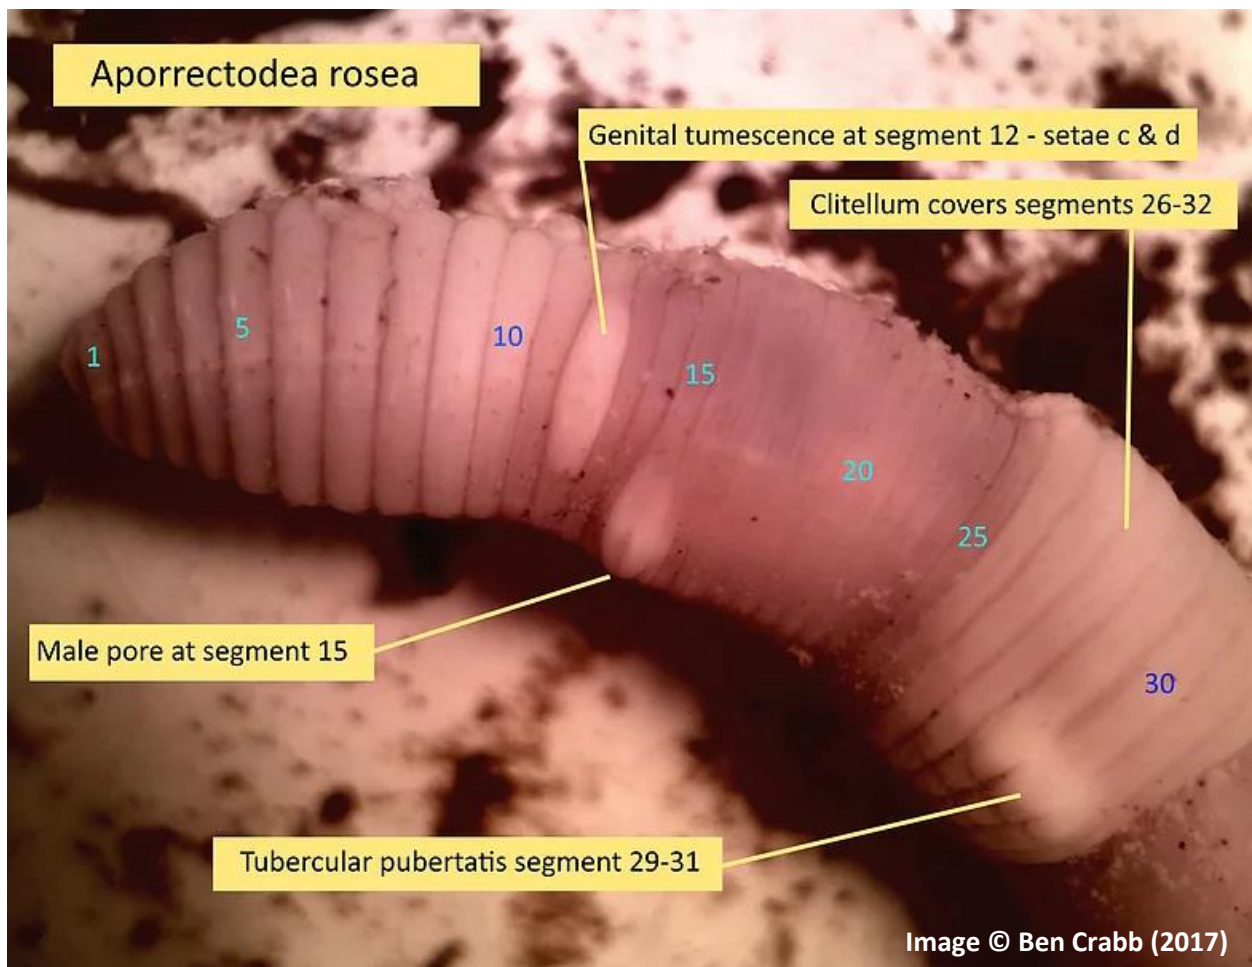 Aporrectodea rosea
Genital tumescence at segment 12 - setae c & d
Clitellum covers segments 26-32
1
5
10
15
20
25
30
Male pore at segment 15
Tubercular pubertatis segment 29-31
Image © Ben Crabb (2017)